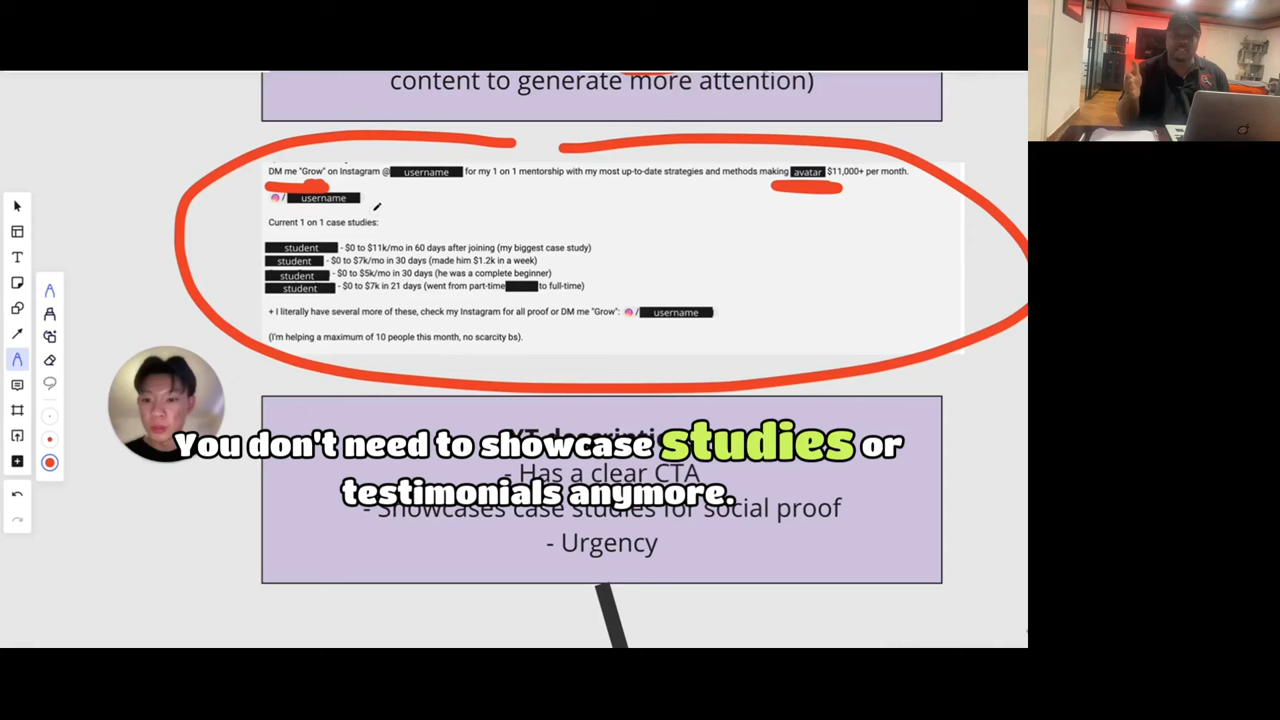 content to generate more attention)
DM me "Grow" on Instagram @ username for my 1 on 1 mentorship with my most up-to-date strategies and methods making avatar $11,000+ per month.
/ username
Current 1 on 1 case studies:
student - $0 to $11k/mo in 60 days after joining (my biggest case study)
student - $0 to $7k/mo in 30 days (made him $1.2k in a week)
student - $0 to $5k/mo in 30 days (he was a complete beginner)
student - $0 to $7k in 21 days (went from part-time to full-time)
+ I literally have several more of these, check my Instagram for all proof or DM me "Grow": / username
(I'm helping a maximum of 10 people this month, no scarcity bs).
You don't need to showcase studies or
testimonials anymore.
- Has a clear CTA
- Showcases case studies for social proof
- Urgency